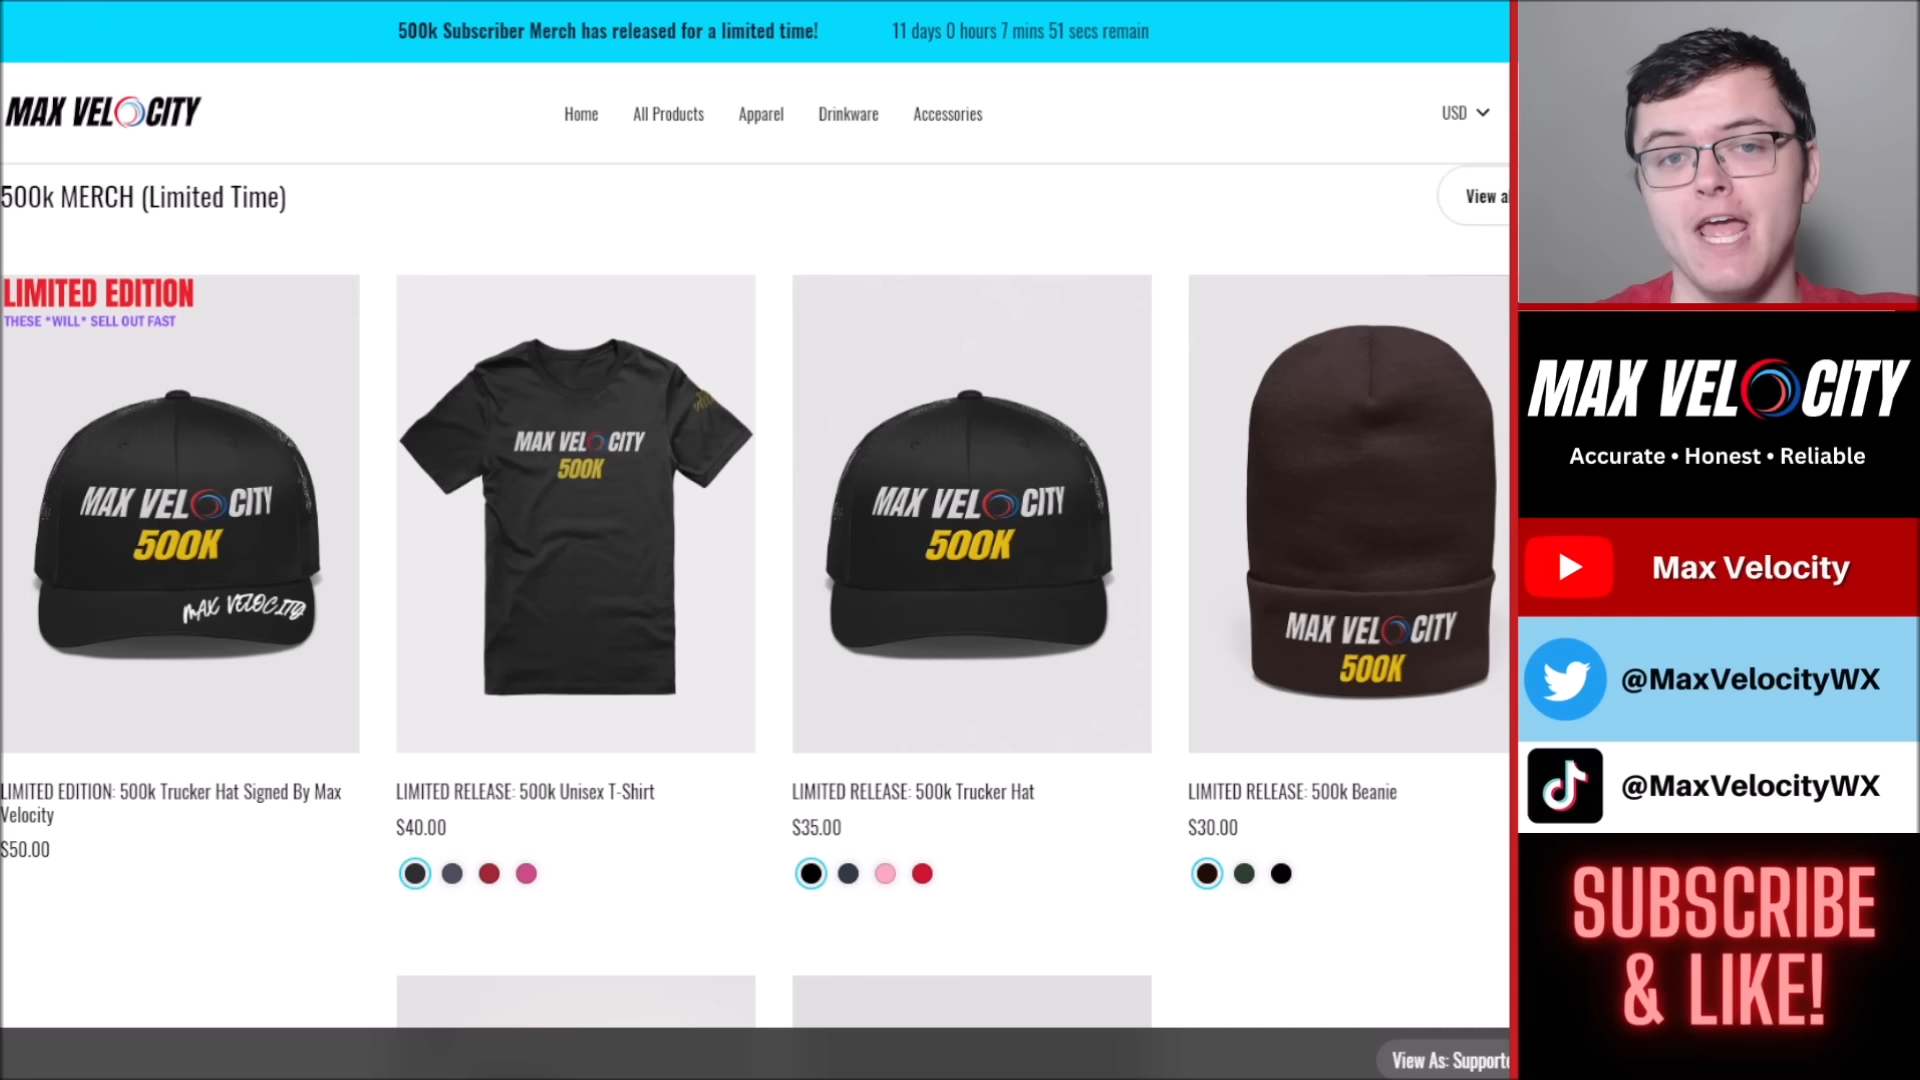 500k Subscriber Merch has released for a limited time! 11 days 0 hours 7 mins 51 secs remain
MAX VELOCITY
Home All Products Apparel Drinkware Accessories
USD
500k MERCH (Limited Time)
View a
LIMITED EDITION
THESE *WILL* SELL OUT FAST
MAX VELOCITY
500K
MAX VELOCITY
MAX VELOCITY
500K
MAX VELOCITY
500K
MAX VELOCITY
500K
LIMITED EDITION: 500k Trucker Hat Signed By Max
Velocity
$50.00
LIMITED RELEASE: 500k Unisex T-Shirt
$40.00
LIMITED RELEASE: 500k Trucker Hat
$35.00
LIMITED RELEASE: 500k Beanie
$30.00
View As: Supporte
MAX VELOCITY
Accurate • Honest • Reliable
Max Velocity
@MaxVelocityWX
@MaxVelocityWX
SUBSCRIBE
& LIKE!